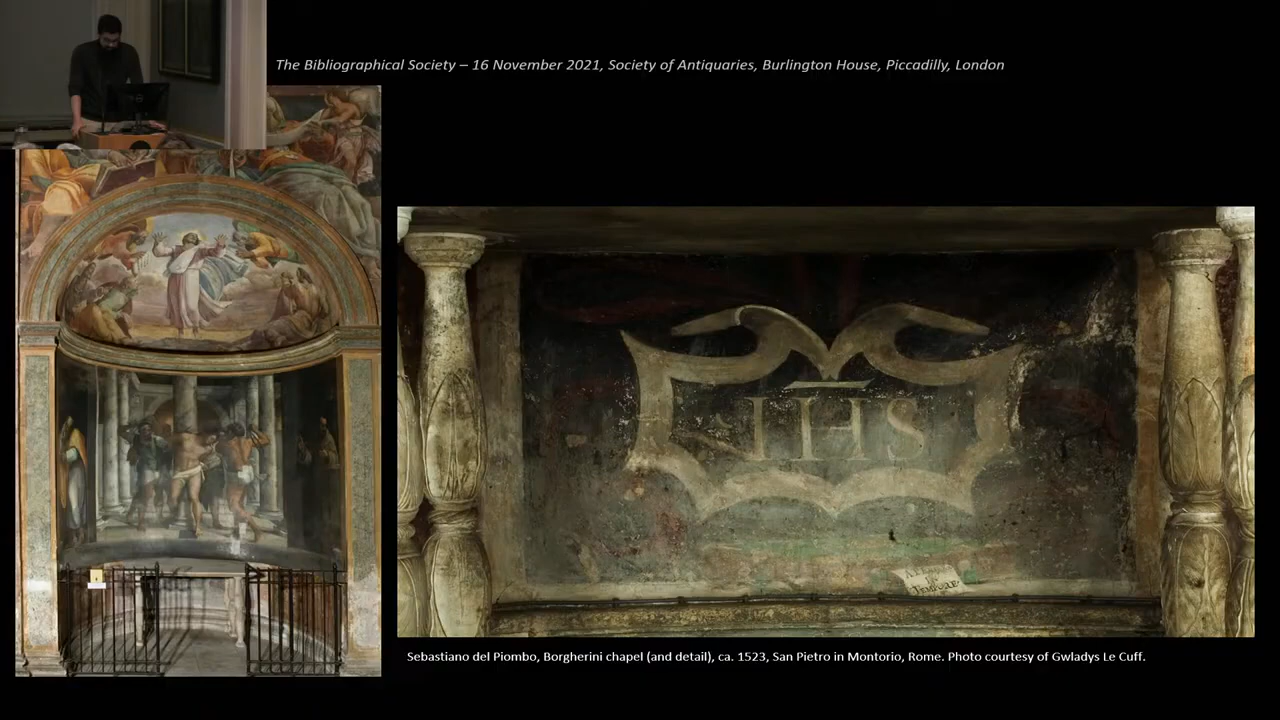 The Bibliographical Society – 16 November 2021, Society of Antiquaries, Burlington House, Piccadilly, London
IHS
Sebastiano del Piombo, Borgherini chapel (and detail), ca. 1523, San Pietro in Montorio, Rome. Photo courtesy of Gwladys Le Cuff.